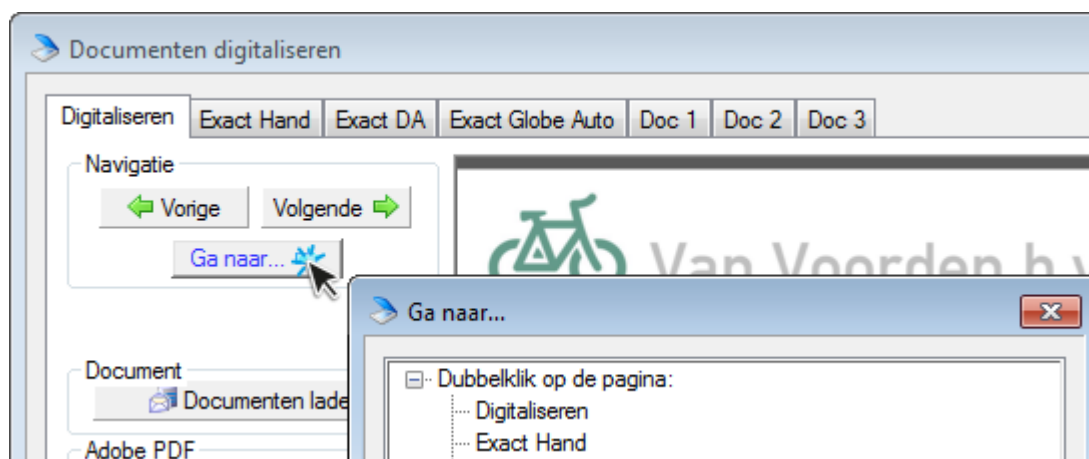 Documenten digitaliseren
Digitaliseren Exact Hand Exact DA Exact Globe Auto Doc 1 Doc 2 Doc 3
Navigatie
Vorige Volgende
Ga naar...
Van Voorden b.v
Ga naar...
Dubbelklik op de pagina:
Digitaliseren
Exact Hand
Document
Documenten lade
Adobe PDF